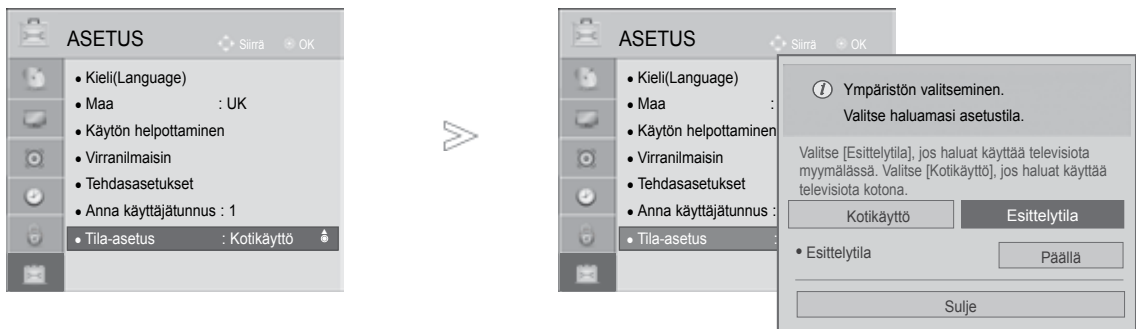 ASETUS
Siirrä OK
• Kieli(Language)
• Maa : UK
• Käytön helpottaminen
• Virranilmaisin
• Tehdasasetukset
• Anna käyttäjätunnus : 1
• Tila-asetus : Kotikäyttö
ASETUS
Siirrä OK
• Kieli(Language)
• Maa :
• Käytön helpottaminen
• Virranilmaisin
• Tehdasasetukset
• Anna käyttäjätunnus :
• Tila-asetus :
i Ympäristön valitseminen.
Valitse haluamasi asetustila.
Valitse [Esittelytila], jos haluat käyttää televisiota
myymälässä. Valitse [Kotikäyttö], jos haluat käyttää
televisiota kotona.
Kotikäyttö Esittelytila
• Esittelytila Päällä
Sulje